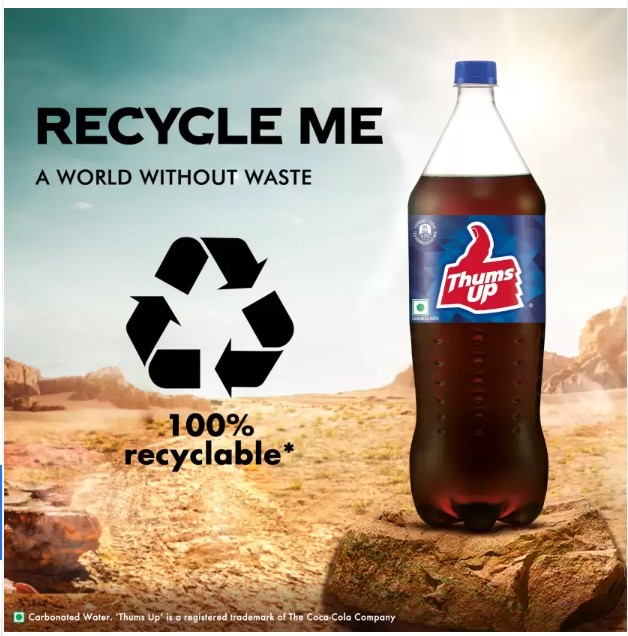 RECYCLE ME
A WORLD WITHOUT WASTE
Thums
UP
100%
recyclable*
Carbonated Water. 'Thums Up' is a registered trademark of The Coca-Cola Company